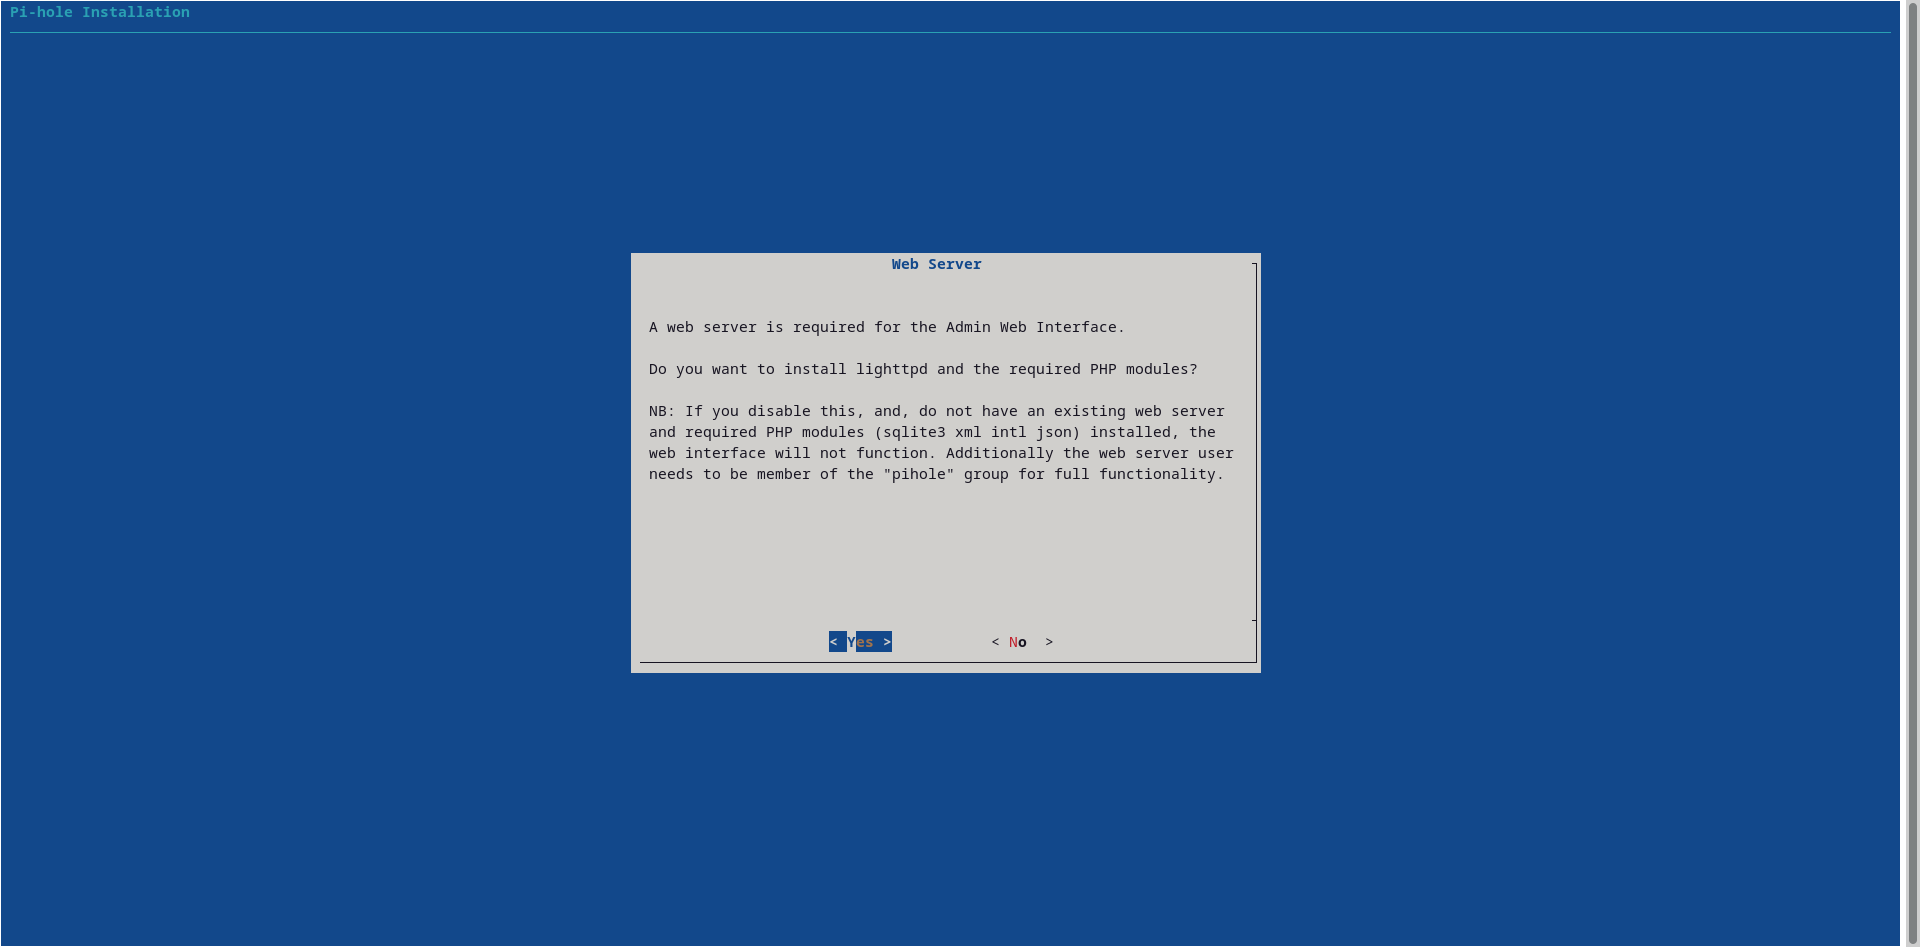 Pi-hole Installation
Web Server
A web server is required for the Admin Web Interface.
Do you want to install lighttpd and the required PHP modules?
NB: If you disable this, and, do not have an existing web server
and required PHP modules (sqlite3 xml intl json) installed, the
web interface will not function. Additionally the web server user
needs to be member of the "pihole" group for full functionality.
< Yes > < No >